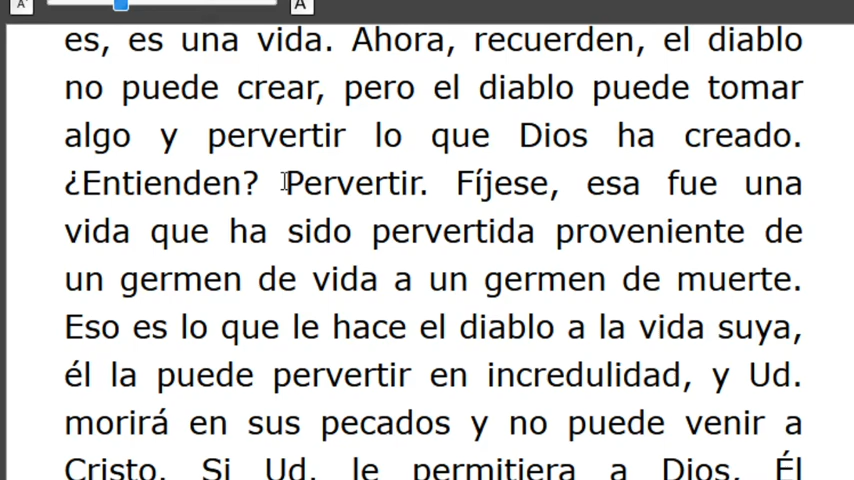 A
A
es, es una vida. Ahora, recuerden, el diablo
no puede crear, pero el diablo puede tomar
algo y pervertir lo que Dios ha creado.
¿Entienden? Pervertir. Fíjese, esa fue una
vida que ha sido pervertida proveniente de
un germen de vida a un germen de muerte.
Eso es lo que le hace el diablo a la vida suya,
él la puede pervertir en incredulidad, y Ud.
morirá en sus pecados y no puede venir a
Cristo. Si Ud. le permitiera a Dios, Él